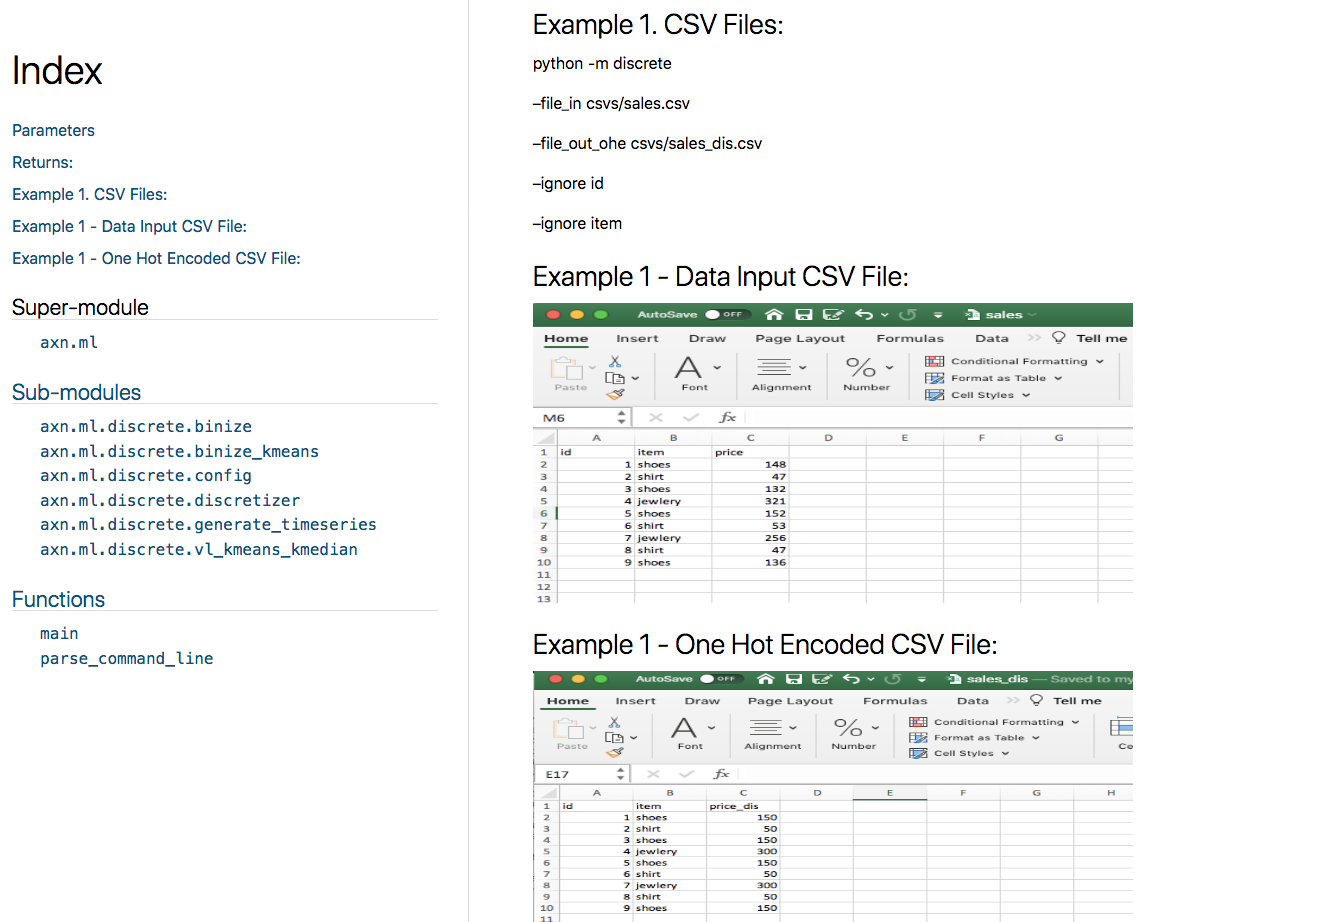 Index
Parameters
Returns:
Example 1. CSV Files:
Example 1 - Data Input CSV File:
Example 1 - One Hot Encoded CSV File:
Super-module
axn.ml
Sub-modules
axn.ml.discrete.binize
axn.ml.discrete.binize_kmeans
axn.ml.discrete.config
axn.ml.discrete.discretizer
axn.ml.discrete.generate_timeseries
axn.ml.discrete.vl_kmeans_kmedian
Functions
main
parse_command_line
Example 1. CSV Files:
python -m discrete
–file_in csvs/sales.csv
–file_out_ohe csvs/sales_dis.csv
–ignore id
–ignore item
Example 1 - Data Input CSV File:
AutoSave OFF sales
Home Insert Draw Page Layout Formulas Data >> Tell me
Paste Font Alignment % Number
Conditional Formatting
Format as Table
Cell Styles
M6 fx
A B C D E F G
1 id item price
2 1 shoes 148
3 2 shirt 47
4 3 shoes 132
5 4 jewlery 321
6 5 shoes 152
7 6 shirt 53
8 7 jewlery 256
9 8 shirt 47
10 9 shoes 136
11
12
13
Example 1 - One Hot Encoded CSV File:
AutoSave OFF sales_dis — Saved to my
Home Insert Draw Page Layout Formulas Data >> Tell me
Paste Font Alignment % Number
Conditional Formatting
Format as Table
Cell Styles
Ce
E17 fx
A B C D E F G H
1 id item price_dis
2 1 shoes 150
3 2 shirt 50
4 3 shoes 150
5 4 jewlery 300
6 5 shoes 150
7 6 shirt 50
8 7 jewlery 300
9 8 shirt 50
10 9 shoes 150
11